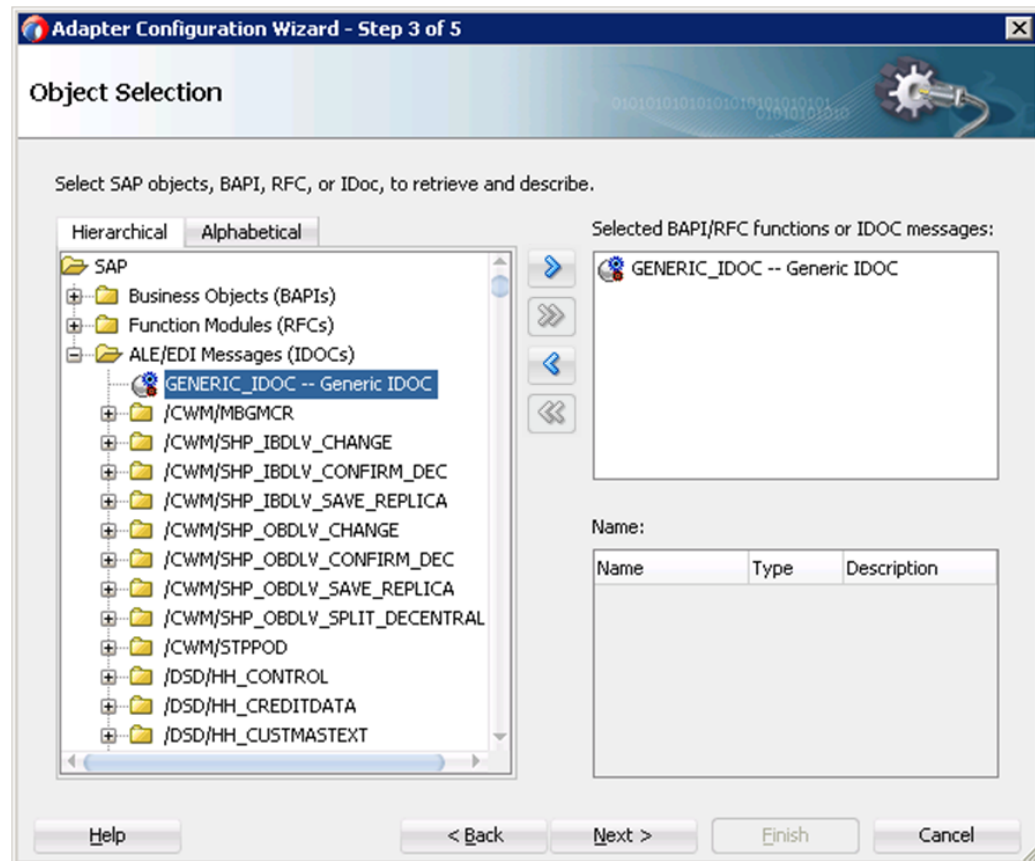 Adapter Configuration Wizard - Step 3 of 5
Object Selection
Select SAP objects, BAPI, RFC, or IDoc, to retrieve and describe.
Hierarchical Alphabetical
SAP
Business Objects (BAPIs)
Function Modules (RFCs)
ALE/EDI Messages (IDOCs)
GENERIC_IDOC -- Generic IDOC
/CWM/MBGMCR
/CWM/SHP_IBDLV_CHANGE
/CWM/SHP_IBDLV_CONFIRM_DEC
/CWM/SHP_IBDLV_SAVE_REPLICA
/CWM/SHP_OBDLV_CHANGE
/CWM/SHP_OBDLV_CONFIRM_DEC
/CWM/SHP_OBDLV_SAVE_REPLICA
/CWM/SHP_OBDLV_SPLIT_DECENTRAL
/CWM/STPPOD
/DSD/HH_CONTROL
/DSD/HH_CREDITDATA
/DSD/HH_CUSTMASTEXT
Selected BAPI/RFC functions or IDOC messages:
GENERIC_IDOC -- Generic IDOC
Name:
Name Type Description
Help < Back Next > Finish Cancel